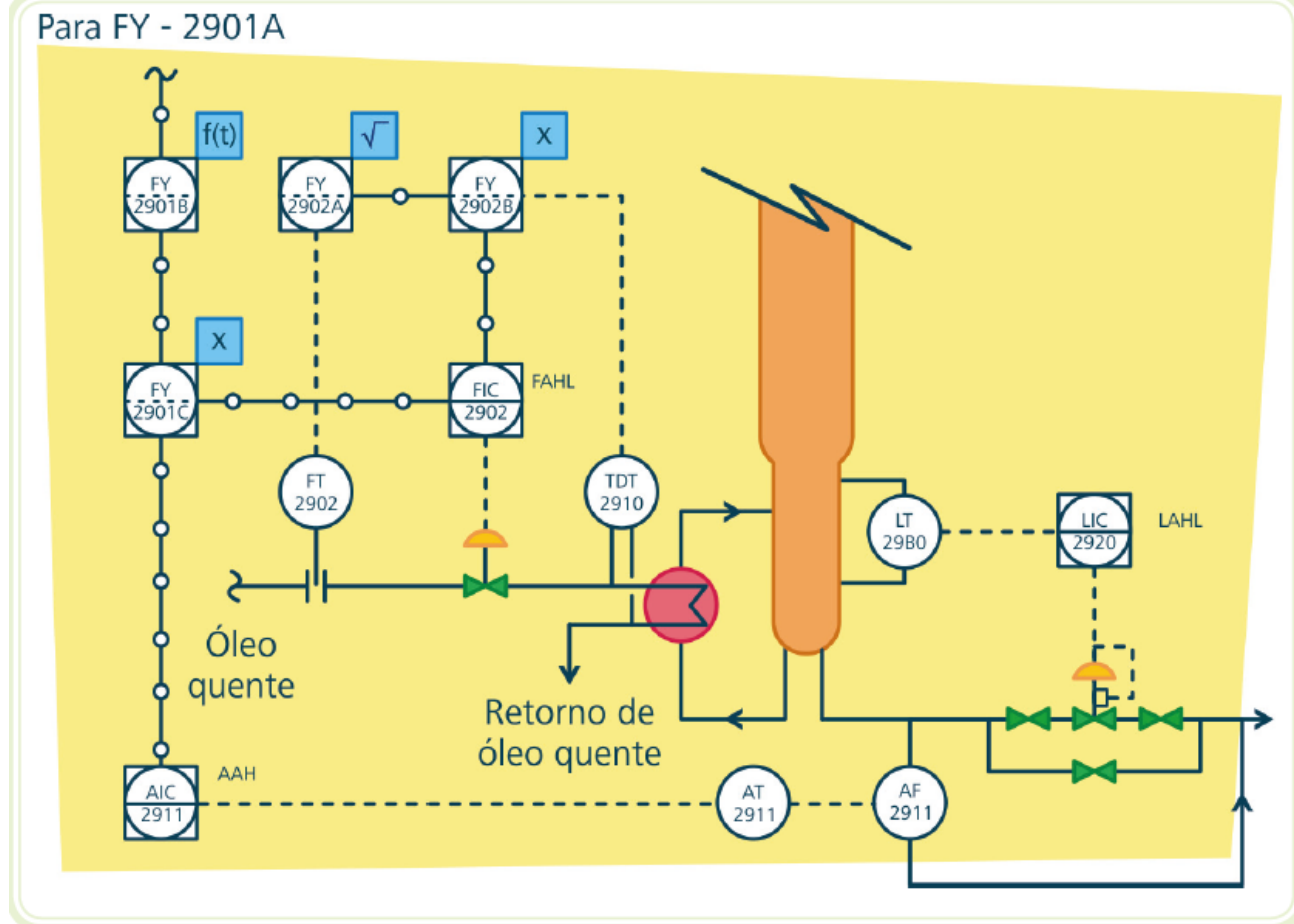 Para FY - 2901A
f(t)
√
X
FY
2901B
FY
2902A
FY
2902B
X
FY
2901C
FIC
2902
FAHL
FT
2902
TDT
2910
LT
29B0
LIC
2920
LAHL
Óleo
quente
Retorno de
óleo quente
AIC
2911
AAH
AT
2911
AF
2911